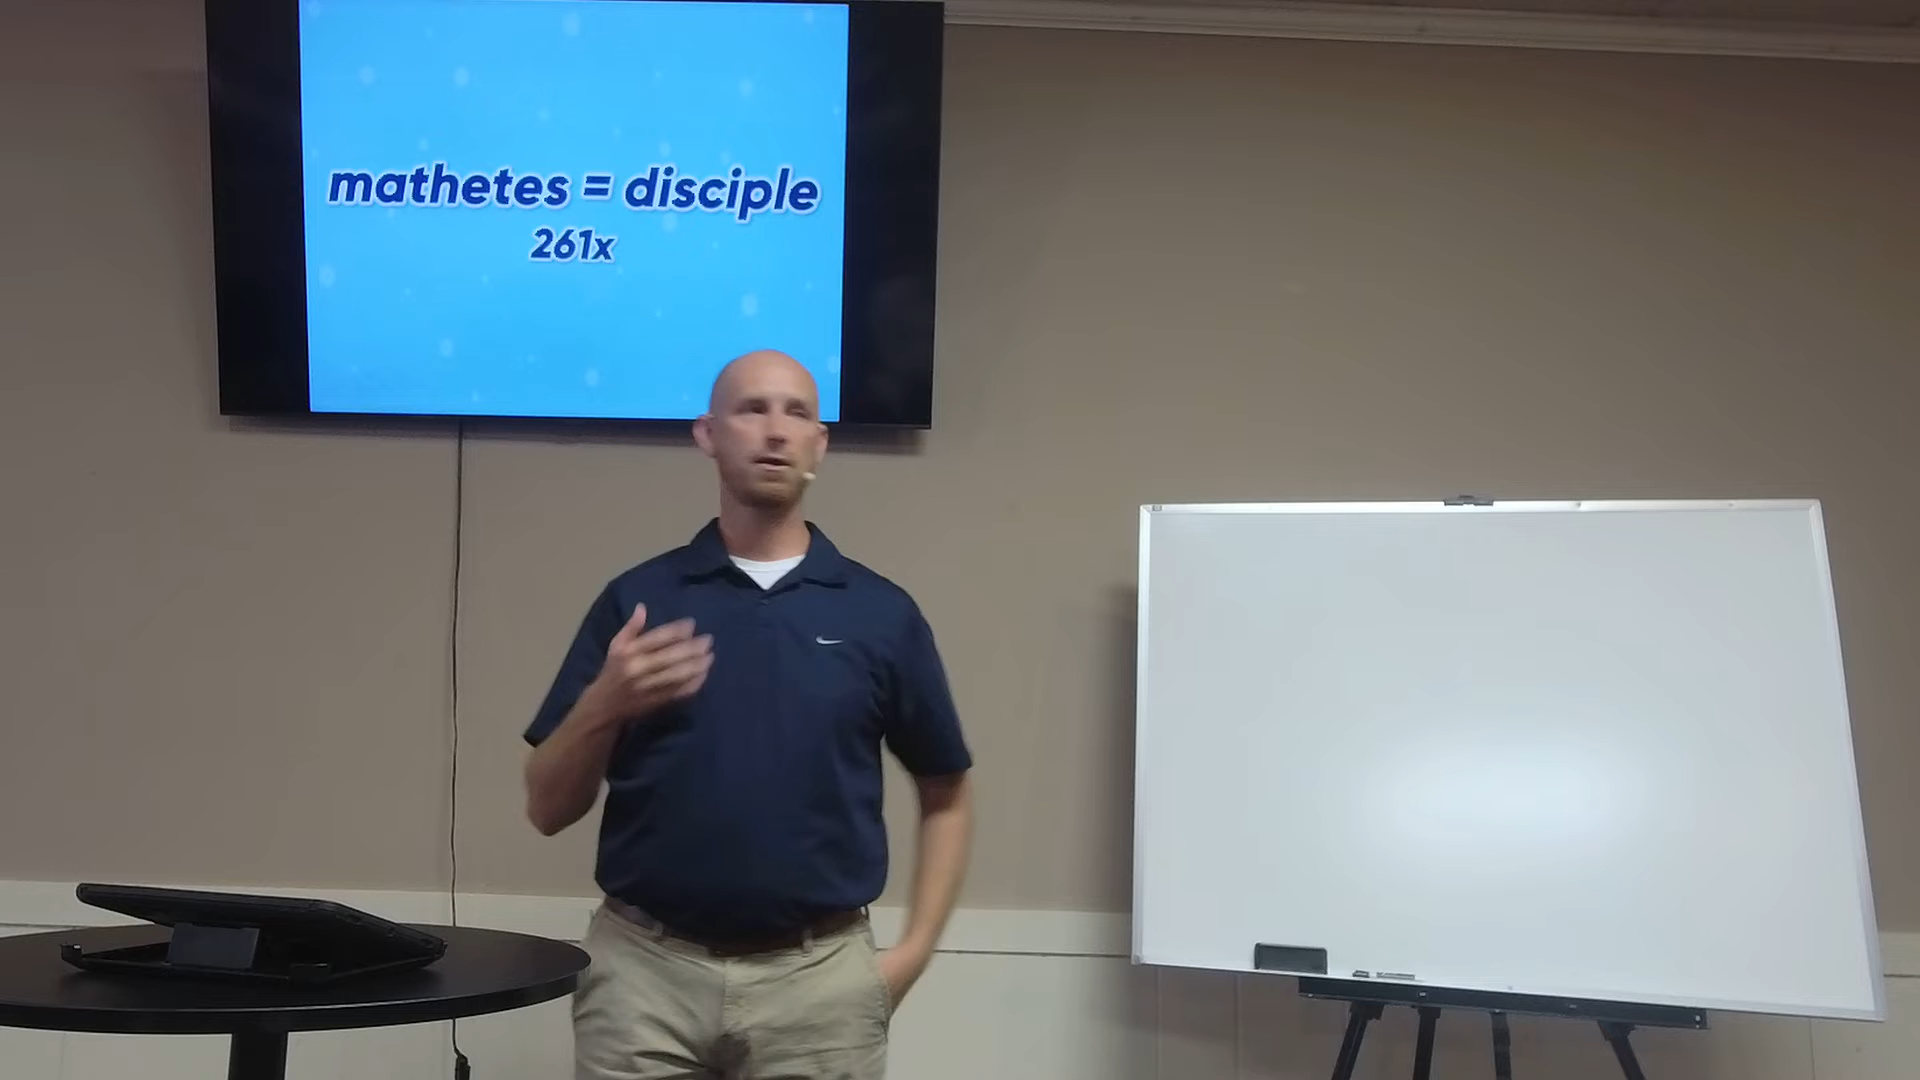 mathetes = disciple
261x